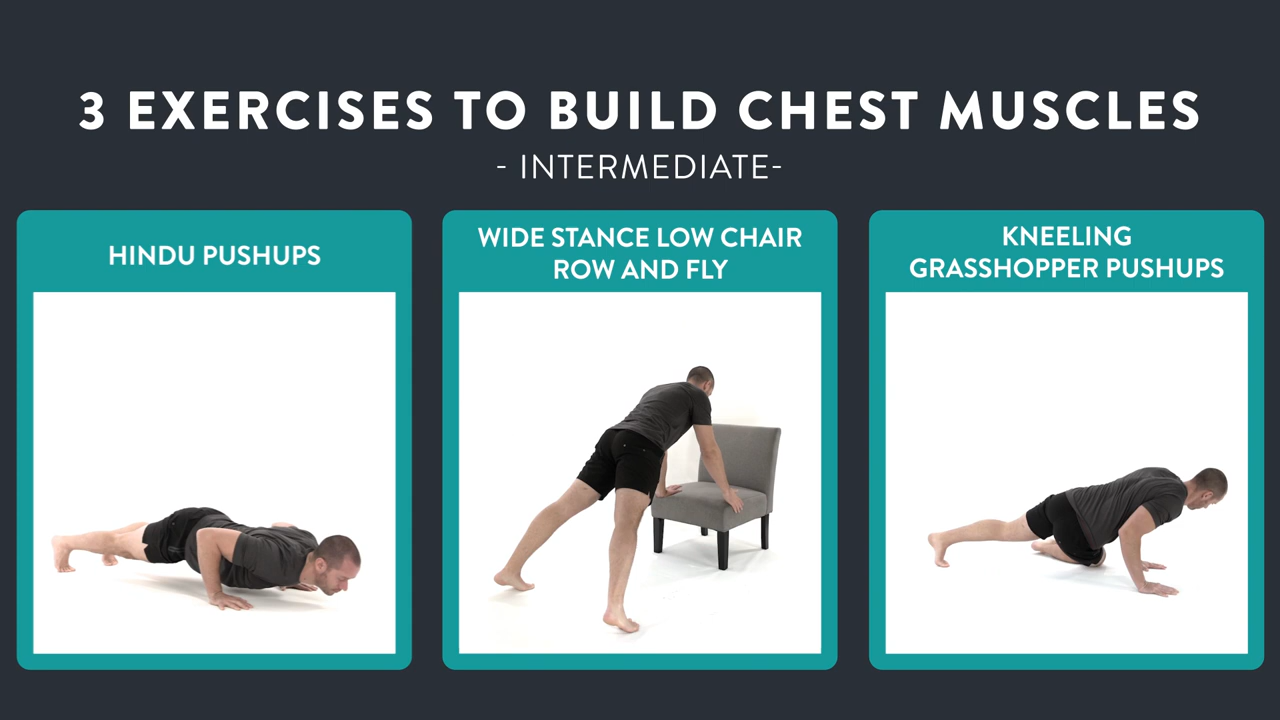 3 EXERCISES TO BUILD CHEST MUSCLES
- INTERMEDIATE-
HINDU PUSHUPS
WIDE STANCE LOW CHAIR
ROW AND FLY
KNEELING
GRASSHOPPER PUSHUPS